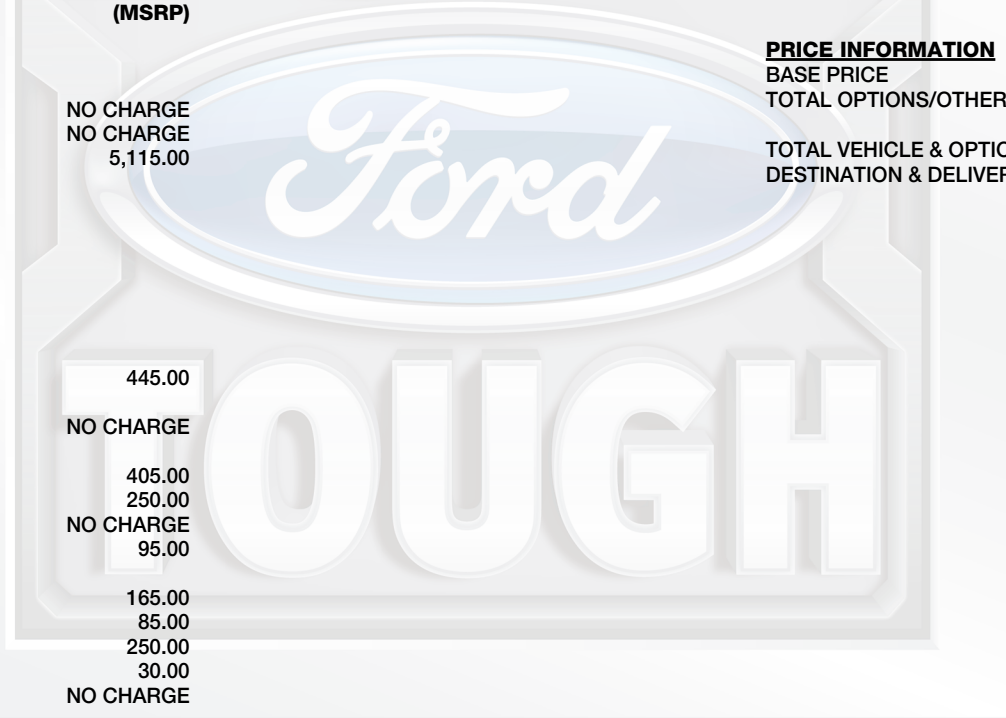 (MSRP)
NO CHARGE
NO CHARGE
5,115.00
445.00
NO CHARGE
405.00
250.00
NO CHARGE
95.00
165.00
85.00
250.00
30.00
NO CHARGE
PRICE INFORMATION
BASE PRICE
TOTAL OPTIONS/OTHER
TOTAL VEHICLE & OPTIO
DESTINATION & DELIVER
Ford
TOUGH